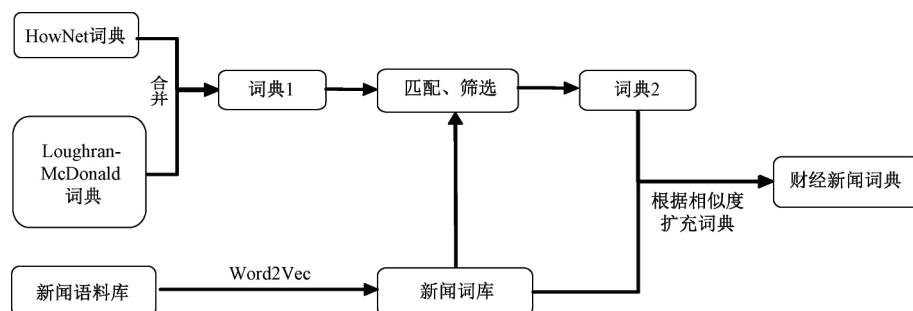 HowNet词典
合并
词典1
匹配、筛选
词典2
Loughran-
McDonald
词典
根据相似度
扩充词典
财经新闻词典
新闻语料库
Word2Vec
新闻词库